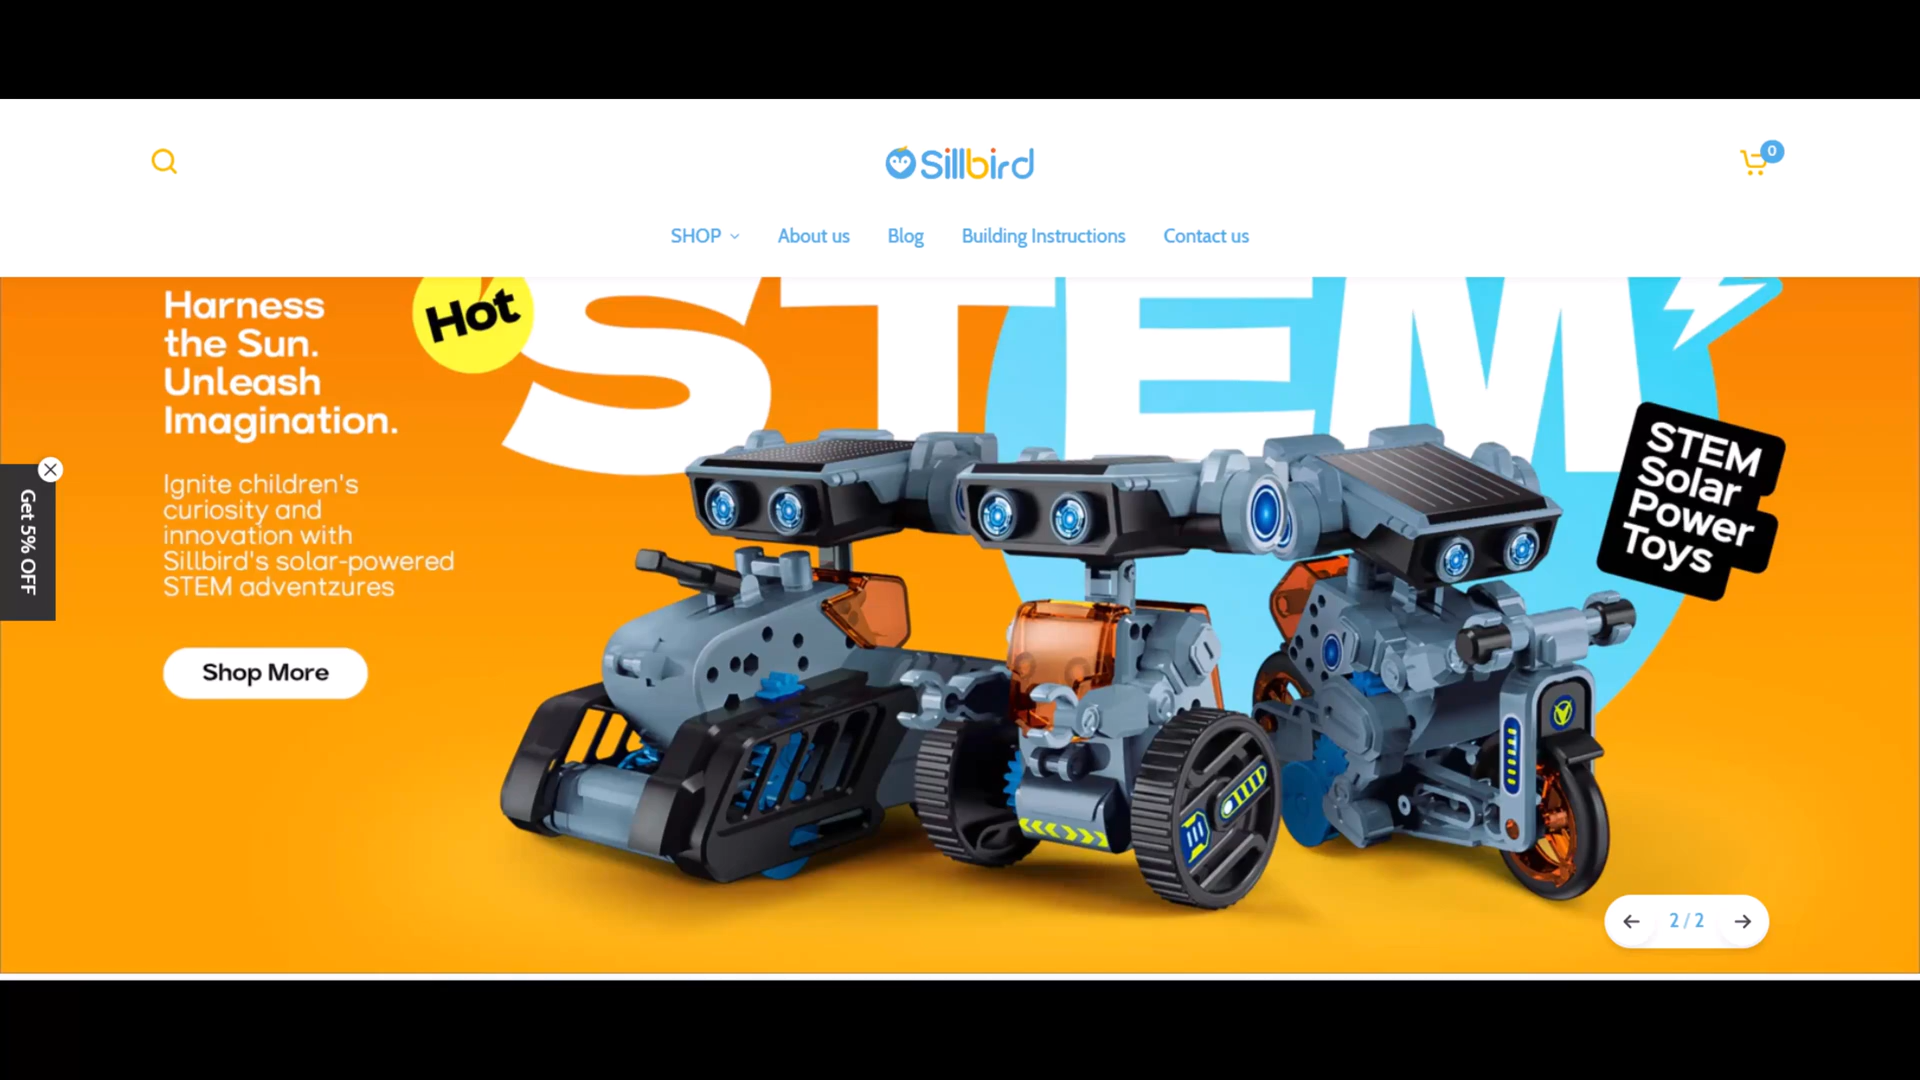 Sillbird
0
SHOP
About us
Blog
Building Instructions
Contact us
Harness
the Sun.
Unleash
Imagination.
Hot
STEM
Ignite children's
curiosity and
innovation with
Sillbird's solar-powered
STEM adventzures
Shop More
Get 5% OFF
STEM
Solar
Power
Toys
2 / 2